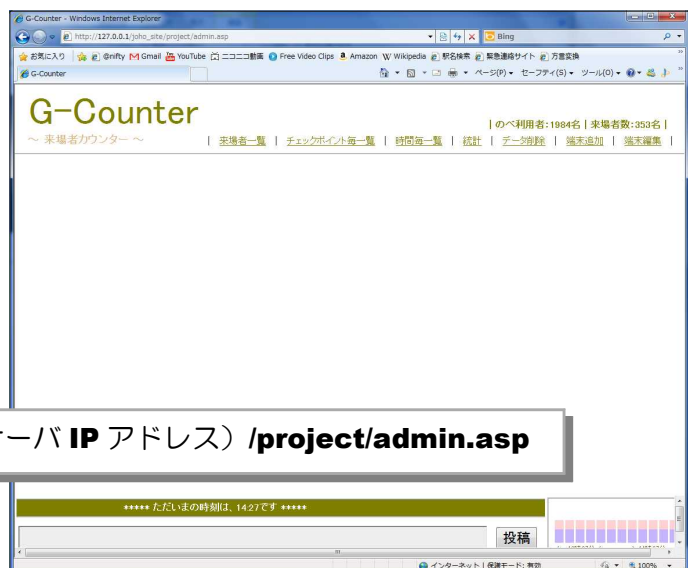 G-Counter - Windows Internet Explorer
http://127.0.0.1/joho_site/project/admin.asp
Bing
お気に入り @nifty Gmail YouTube ニコニコ動画 Free Video Clips Amazon Wikipedia 駅名検索 緊急連絡サイト 方言変換
G-Counter
ページ(P) セーフティ(S) ツール(O)
G-Counter
|のべ利用者:1984名|来場者数:353名|
～ 来場者カウンター ～
| 来場者一覧 | チェックポイント毎一覧 | 時間毎一覧 | 統計 | データ削除 | 端末追加 | 端末編集 |
ーバ IP アドレス）/project/admin.asp
***** ただいまの時刻は、14:27です *****
投稿
インターネット | 保護モード: 有効
100%